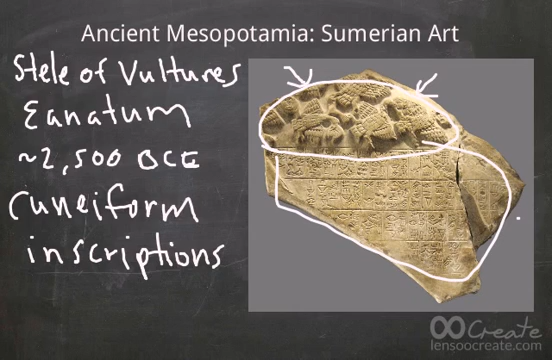 Ancient Mesopotamia: Sumerian Art
Stele of Vultures
Eanatum
~2,500 BCE
Cuneiform
inscriptions
Create
lensoocreate.com